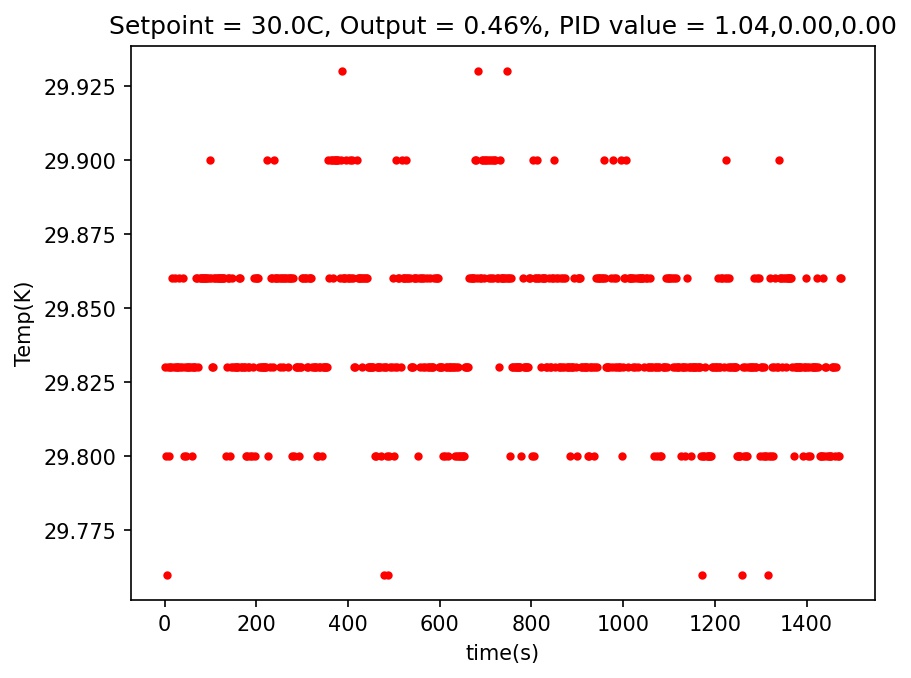 Setpoint = 30.0C, Output = 0.46%, PID value = 1.04,0.00,0.00
29.925
29.900
29.875
29.850
29.825
29.800
29.775
Temp(K)
0 200 400 600 800 1000 1200 1400
time(s)